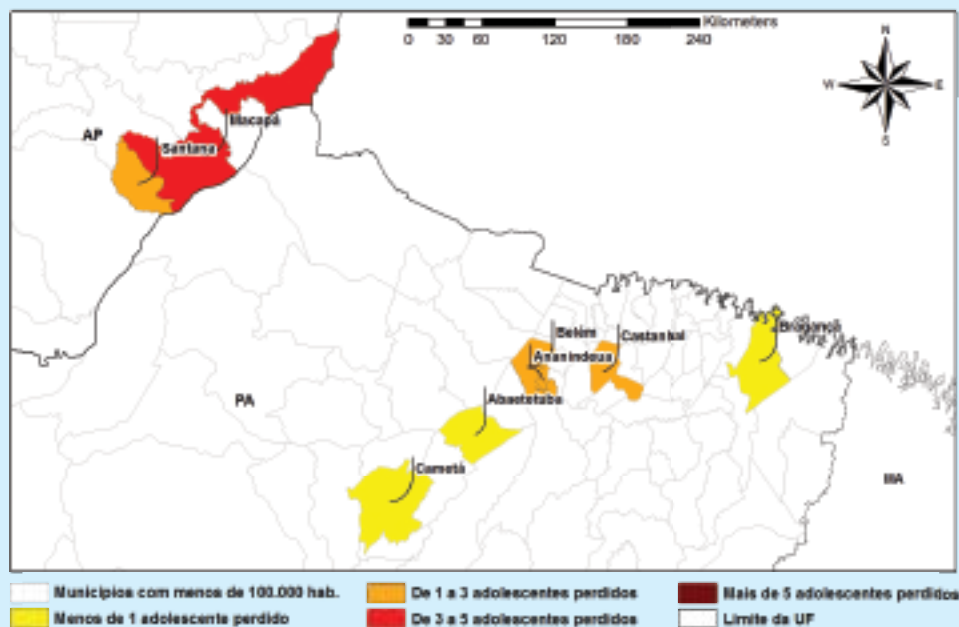 Kilometers
0 30 60 120 180 240
N
W E
S
Macapá
AP
Santana
Bragança
Belém
Castanhal
Ananindeua
Abaetetuba
PA
Cametá
MA
Municípios com menos de 100.000 hab.
De 1 a 3 adolescentes perdidos
Mais de 5 adolescentes perdidos
Menos de 1 adolescente perdido
De 3 a 5 adolescentes perdidos
Limite da UF